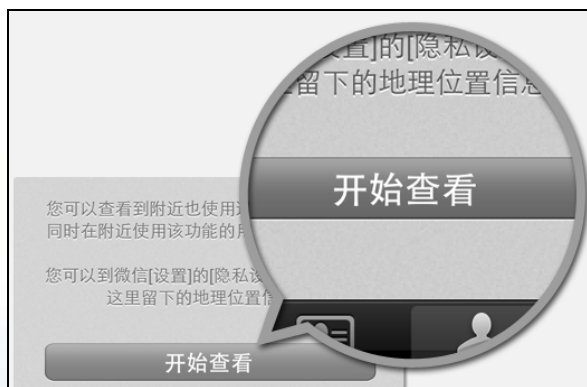 您可以查看到附近也使用
同时在附近使用该功能的
您可以到微信[设置]的[隐私设
这里留下的地理位置信
开始查看
设置]的[隐私设
留下的地理位置信息
开始查看